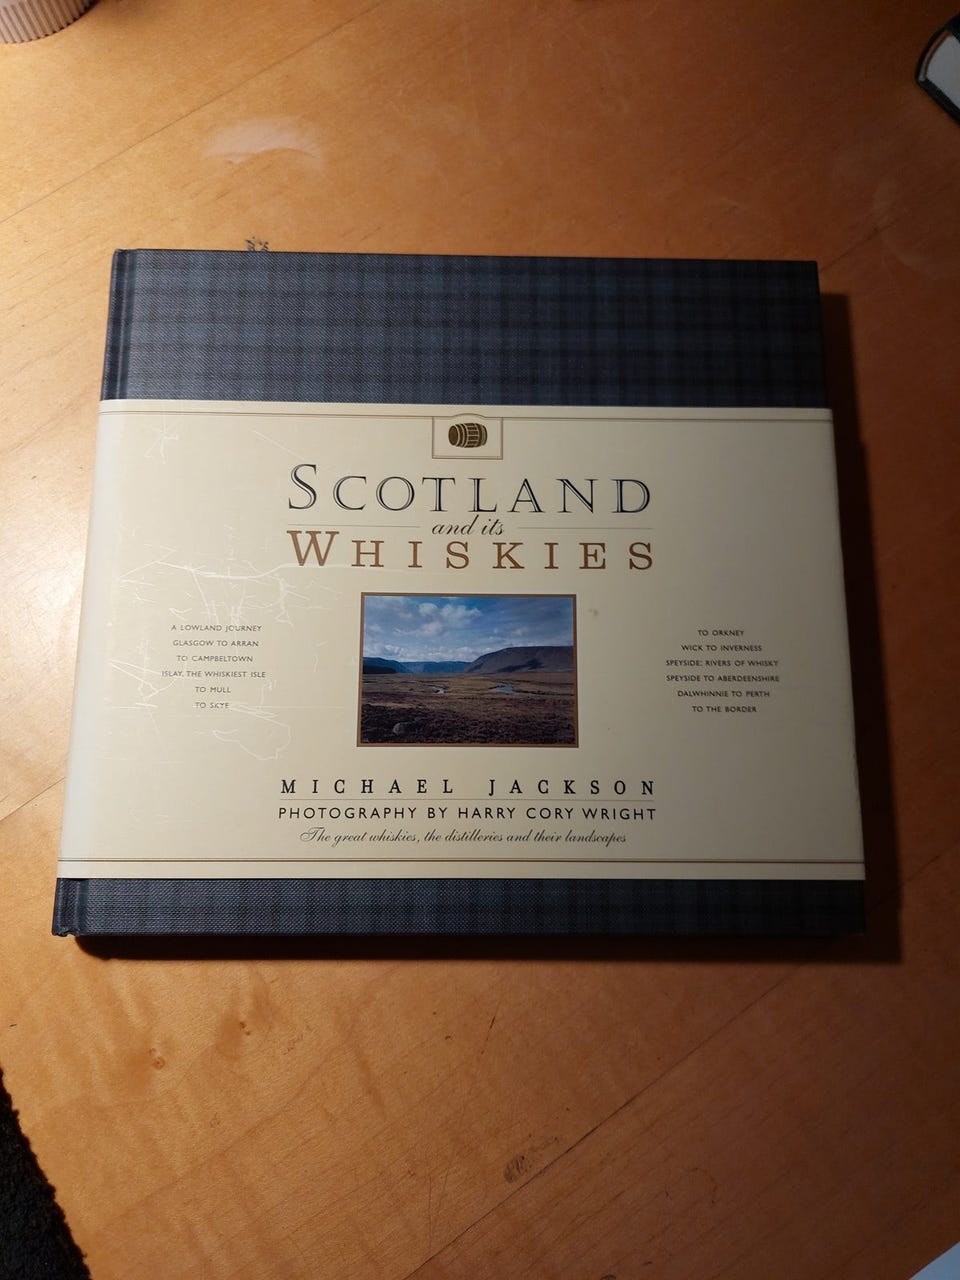 SCOTLAND
and its
WHISKIES
A LOWLAND JOURNEY
GLASGOW TO ARRAN
TO CAMPBELTOWN
ISLAY, THE WHISKIEST ISLE
TO MULL
TO SKYE
TO ORKNEY
WICK TO INVERNESS
SPEYSIDE: RIVERS OF WHISKY
SPEYSIDE TO ABERDEENSHIRE
DALWHINNIE TO PERTH
TO THE BORDER
MICHAEL JACKSON
PHOTOGRAPHY BY HARRY CORY WRIGHT
The great whiskies, the distilleries and their landscapes